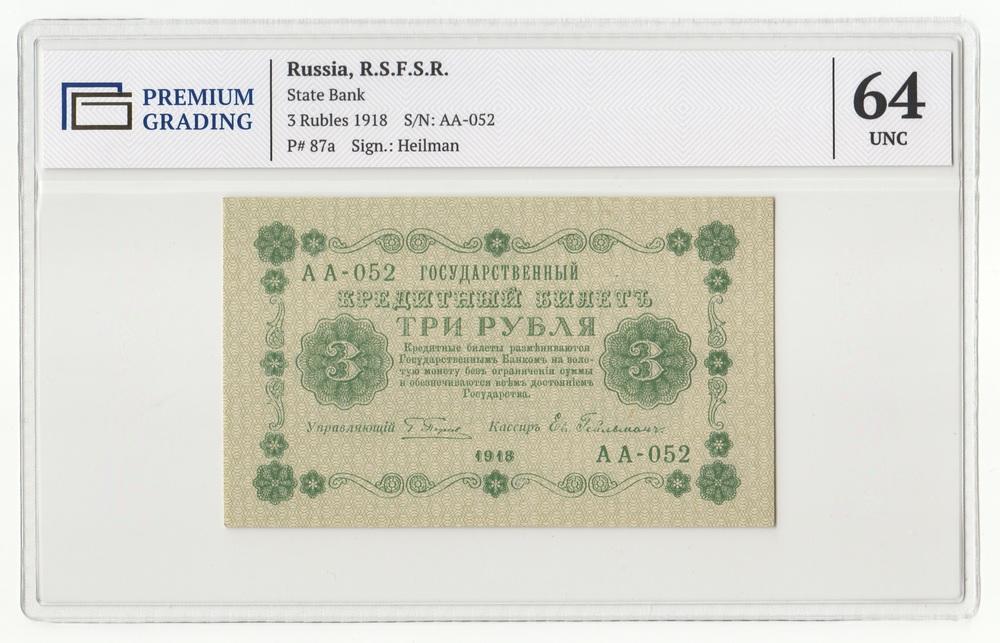 PREMIUM
GRADING
Russia, R.S.F.S.R.
State Bank
3 Rubles 1918 S/N: AA-052
P# 87a Sign.: Heilman
64
UNC
АА-052 ГОСУДАРСТВЕННЫЙ
КРЕДИТНЫЙ БИЛЕТЪ
ТРИ РУБЛЯ
3 3
Кредитные билеты размѣниваются
Государственнымъ Банкомъ на золо-
тую монету безъ ограниченія суммы
и обезпечиваются всѣмъ достояніемъ
Государства.
Управляющій Кассиръ
1918 АА-052